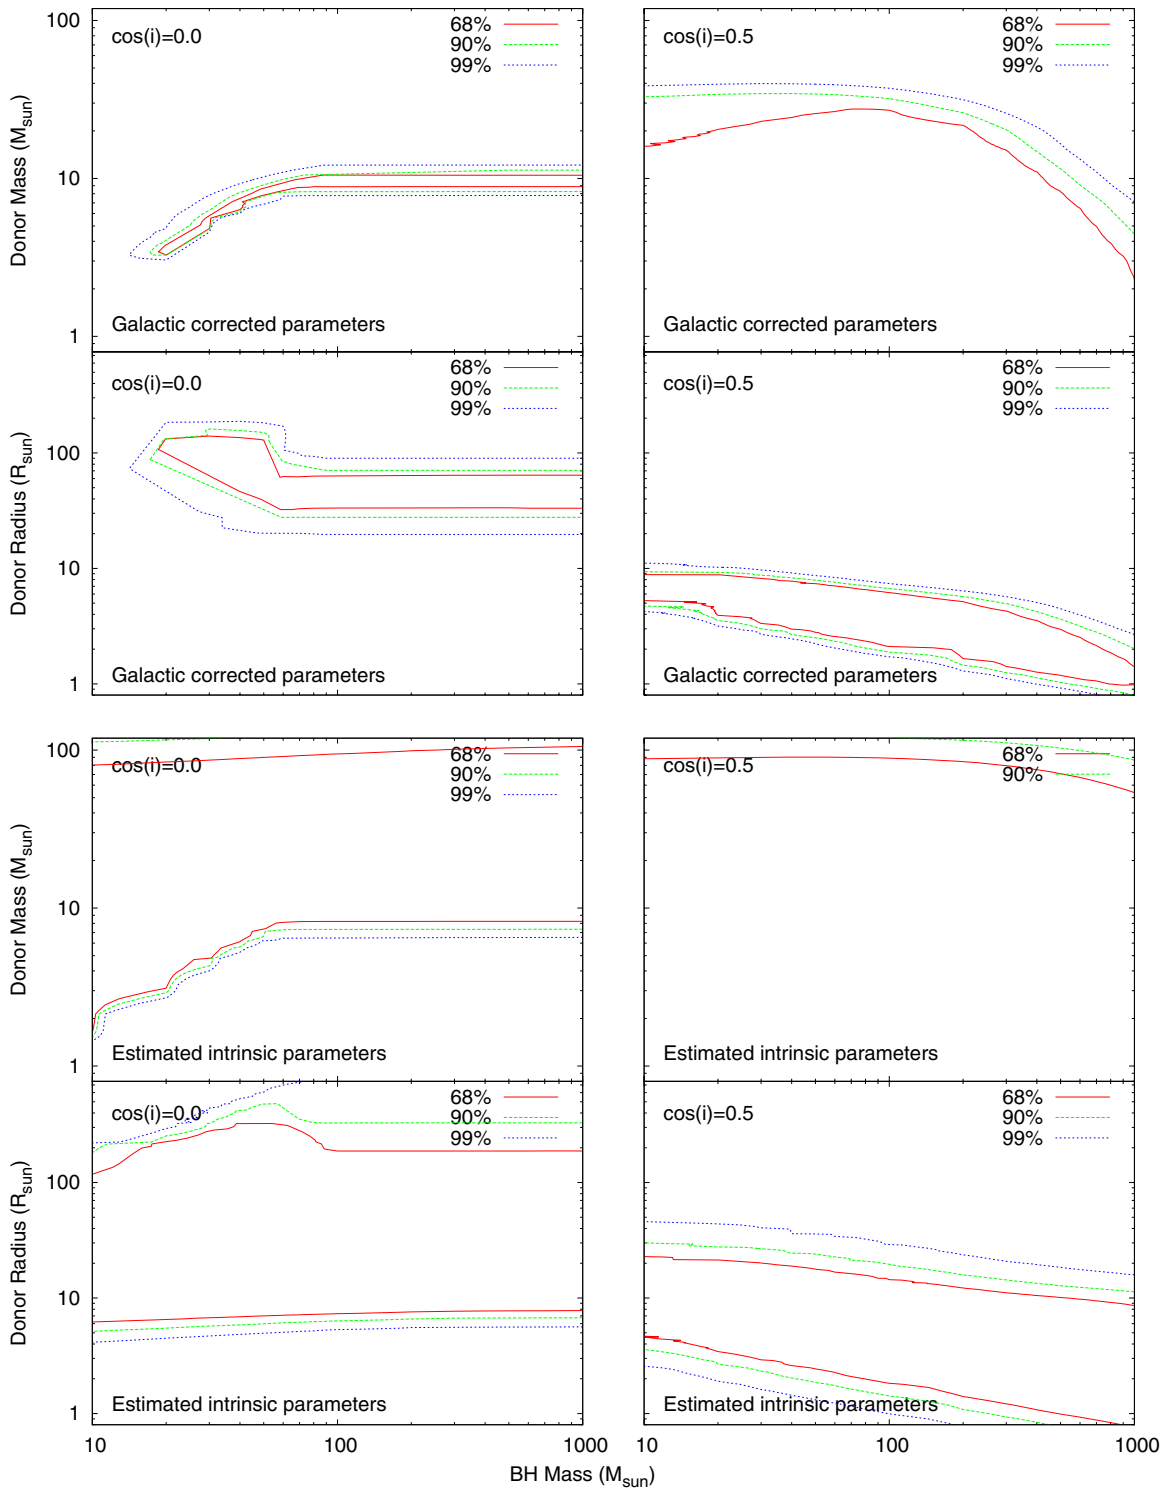 cos(i)=0.0
68%
90%
99%
100
10
1
Donor Mass (M_sun)
Galactic corrected parameters
cos(i)=0.5
68%
90%
99%
Galactic corrected parameters
cos(i)=0.0
68%
90%
99%
100
10
1
Donor Radius (R_sun)
Galactic corrected parameters
cos(i)=0.5
68%
90%
99%
Galactic corrected parameters
cos(i)=0.0
68%
90%
99%
100
10
1
Donor Mass (M_sun)
Estimated intrinsic parameters
cos(i)=0.5
68%
90%
Estimated intrinsic parameters
cos(i)=0.0
68%
90%
99%
100
10
1
Donor Radius (R_sun)
Estimated intrinsic parameters
cos(i)=0.5
68%
90%
99%
Estimated intrinsic parameters
10 100 1000
10 100 1000
BH Mass (M_sun)